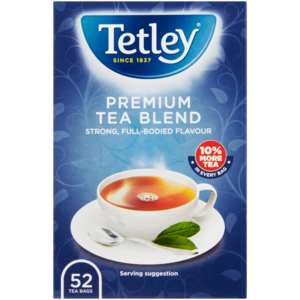 Tetley
SINCE 1837
PREMIUM
TEA BLEND
STRONG, FULL-BODIED FLAVOUR
10%
MORE TEA
IN EVERY BAG
52
TEA BAGS
Serving suggestion